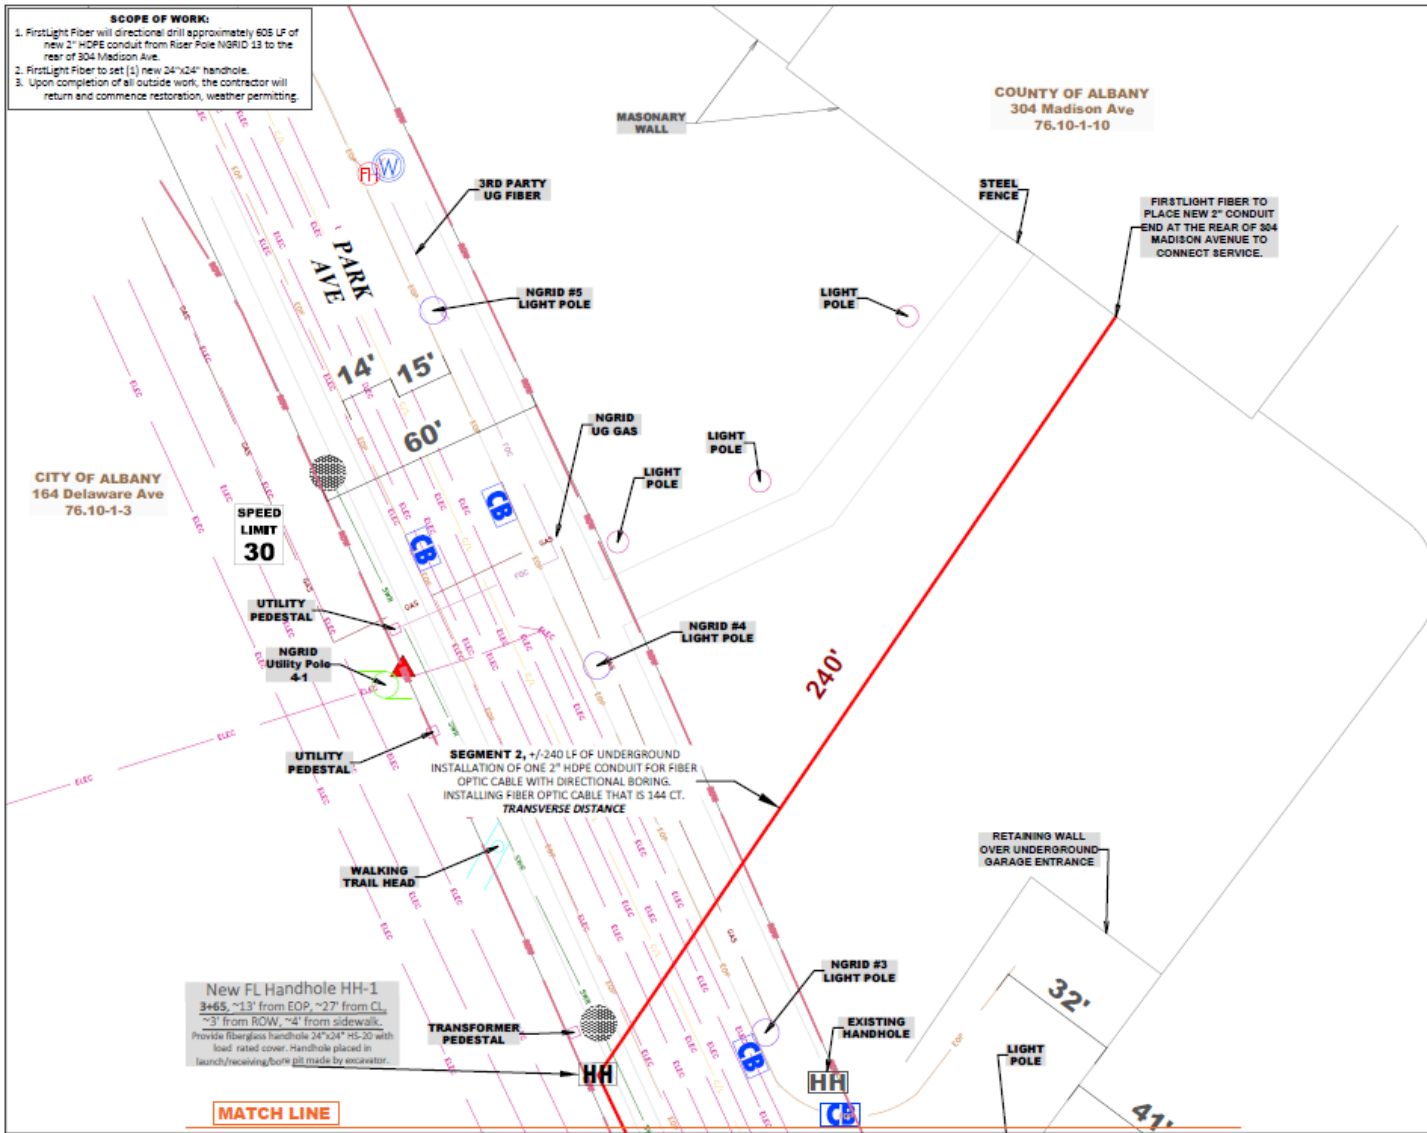 SCOPE OF WORK:
1. FirstLight Fiber will directional drill approximately 605 LF of
new 2" HDPE conduit from Riser Pole NGRID 13 to the
rear of 304 Madison Ave.
2. FirstLight Fiber to set (1) new 24"x24" handhole.
3. Upon completion of all outside work, the contractor will
return and commence restoration, weather permitting.
MASONARY
WALL
COUNTY OF ALBANY
304 Madison Ave
76.10-1-10
FH
W
3RD PARTY
UG FIBER
STEEL
FENCE
FIRSTLIGHT FIBER TO
PLACE NEW 2" CONDUIT
END AT THE REAR OF 304
MADISON AVENUE TO
CONNECT SERVICE.
PARK
AVE
NGRID #5
LIGHT POLE
LIGHT
POLE
14'
15'
60'
NGRID
UG GAS
LIGHT
POLE
LIGHT
POLE
CITY OF ALBANY
164 Delaware Ave
76.10-1-3
SPEED
LIMIT
30
CB
CB
GAS
FOC
GAS
UTILITY
PEDESTAL
NGRID
Utility Pole
4-1
NGRID #4
LIGHT POLE
240'
ELEC
ELEC
ELEC
UTILITY
PEDESTAL
SEGMENT 2, +/-240 LF OF UNDERGROUND
INSTALLATION OF ONE 2" HDPE CONDUIT FOR FIBER
OPTIC CABLE WITH DIRECTIONAL BORING.
INSTALLING FIBER OPTIC CABLE THAT IS 144 CT.
TRANSVERSE DISTANCE
WALKING
TRAIL HEAD
RETAINING WALL
OVER UNDERGROUND
GARAGE ENTRANCE
New FL Handhole HH-1
3+65, ~13' from EOP, ~27' from CL,
~3' from ROW, ~4' from sidewalk.
Provide fiberglass handhole 24"x24" HS-20 with
load rated cover. Handhole placed in
launch/receiving/bore pit made by excavator.
TRANSFORMER
PEDESTAL
NGRID #3
LIGHT POLE
EXISTING
HANDHOLE
32'
EOP
LIGHT
POLE
HH
CB
HH
CB
41'
MATCH LINE